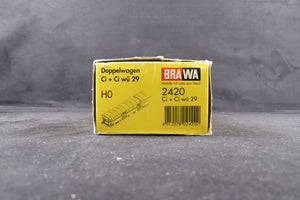 Doppelwagen
Ci + Ci wü 29
H0
BRAWA
2420
Ci + Ci wü 29